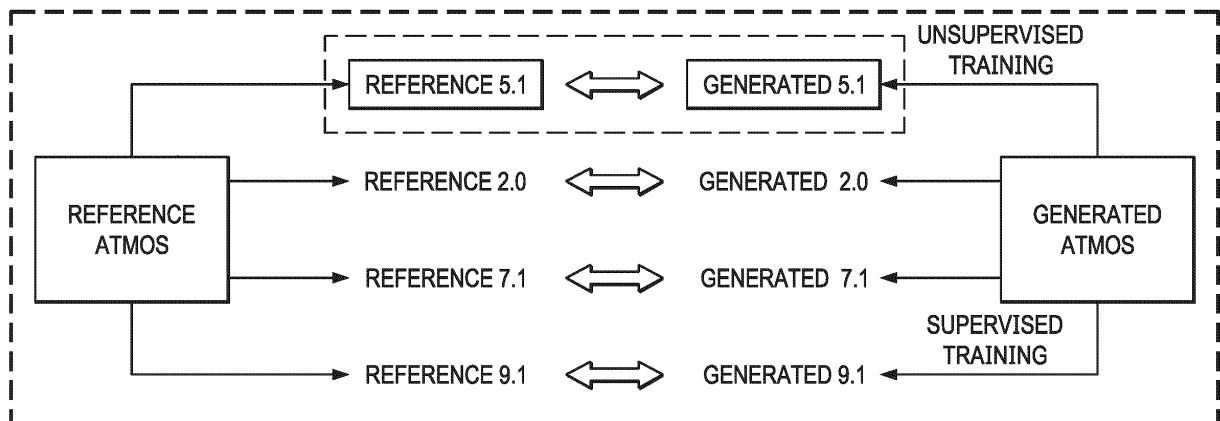 UNSUPERVISED
TRAINING
REFERENCE 5.1
GENERATED 5.1
REFERENCE 2.0
GENERATED 2.0
REFERENCE
ATMOS
GENERATED
ATMOS
REFERENCE 7.1
GENERATED 7.1
SUPERVISED
TRAINING
REFERENCE 9.1
GENERATED 9.1